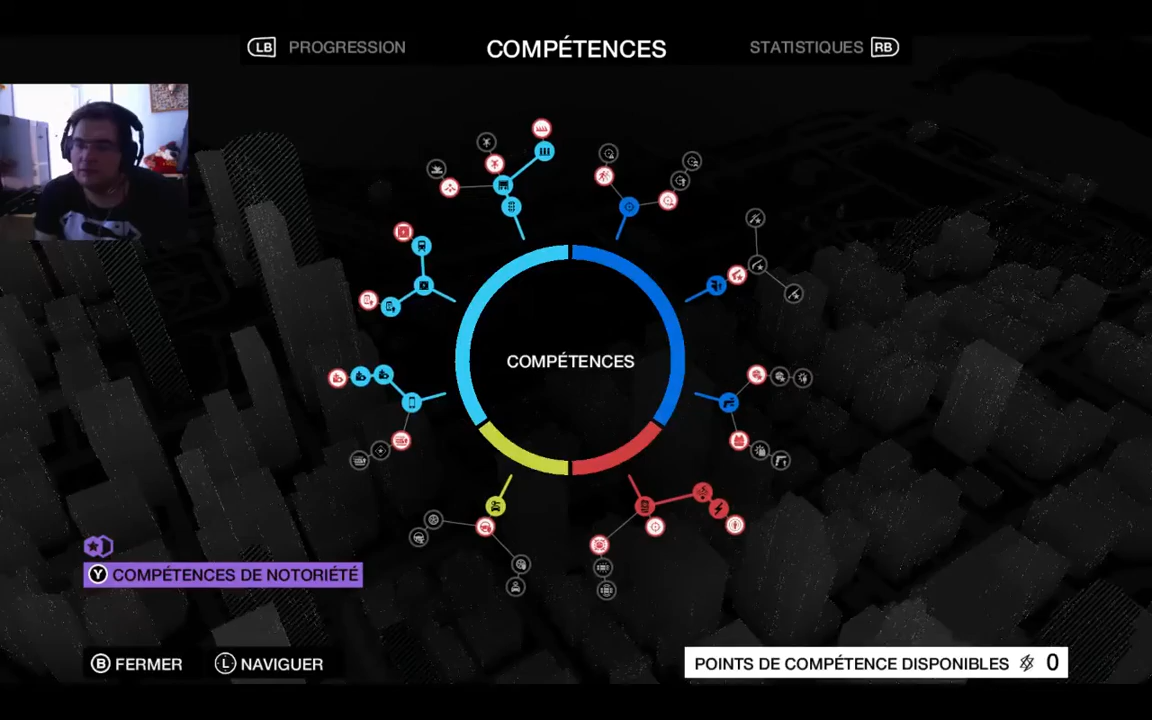 LB PROGRESSION COMPÉTENCES STATISTIQUES RB
COMPÉTENCES
Y COMPÉTENCES DE NOTORIÉTÉ
B FERMER L NAVIGUER
POINTS DE COMPÉTENCE DISPONIBLES 0